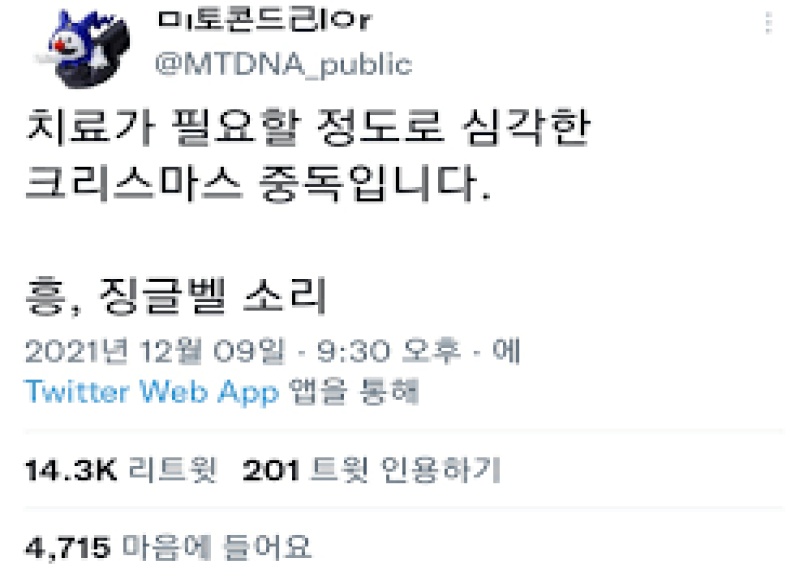 미토콘드리아
@MTDNA_public
치료가 필요할 정도로 심각한
크리스마스 중독입니다.
흥, 징글벨 소리
2021년 12월 09일 · 9:30 오후 · 에
Twitter Web App 앱을 통해
14.3K 리트윗 201 트윗 인용하기
4,715 마음에 들어요